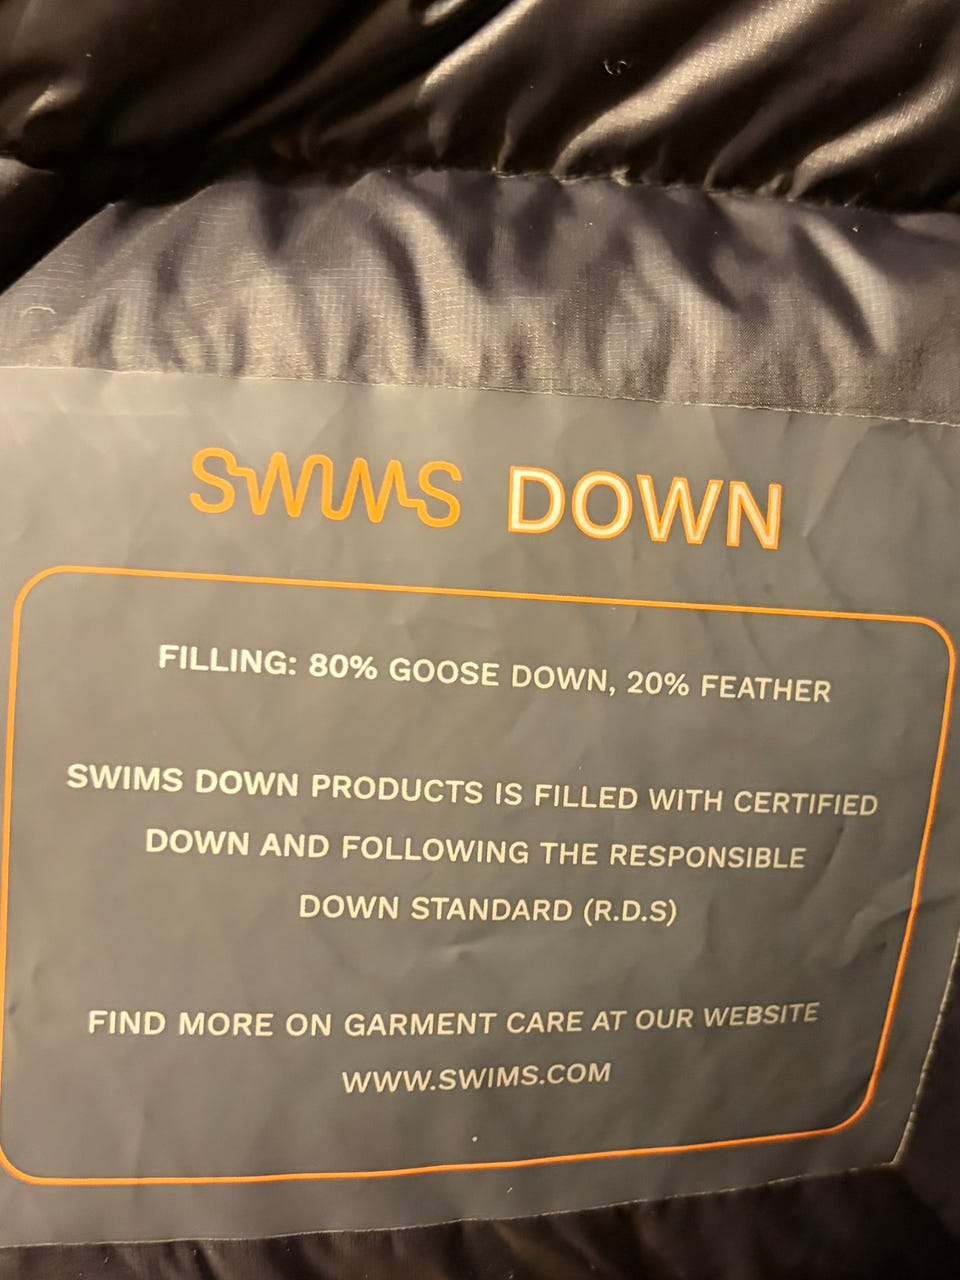 SWIMS DOWN
FILLING: 80% GOOSE DOWN, 20% FEATHER
SWIMS DOWN PRODUCTS IS FILLED WITH CERTIFIED
DOWN AND FOLLOWING THE RESPONSIBLE
DOWN STANDARD (R.D.S)
FIND MORE ON GARMENT CARE AT OUR WEBSITE
WWW.SWIMS.COM